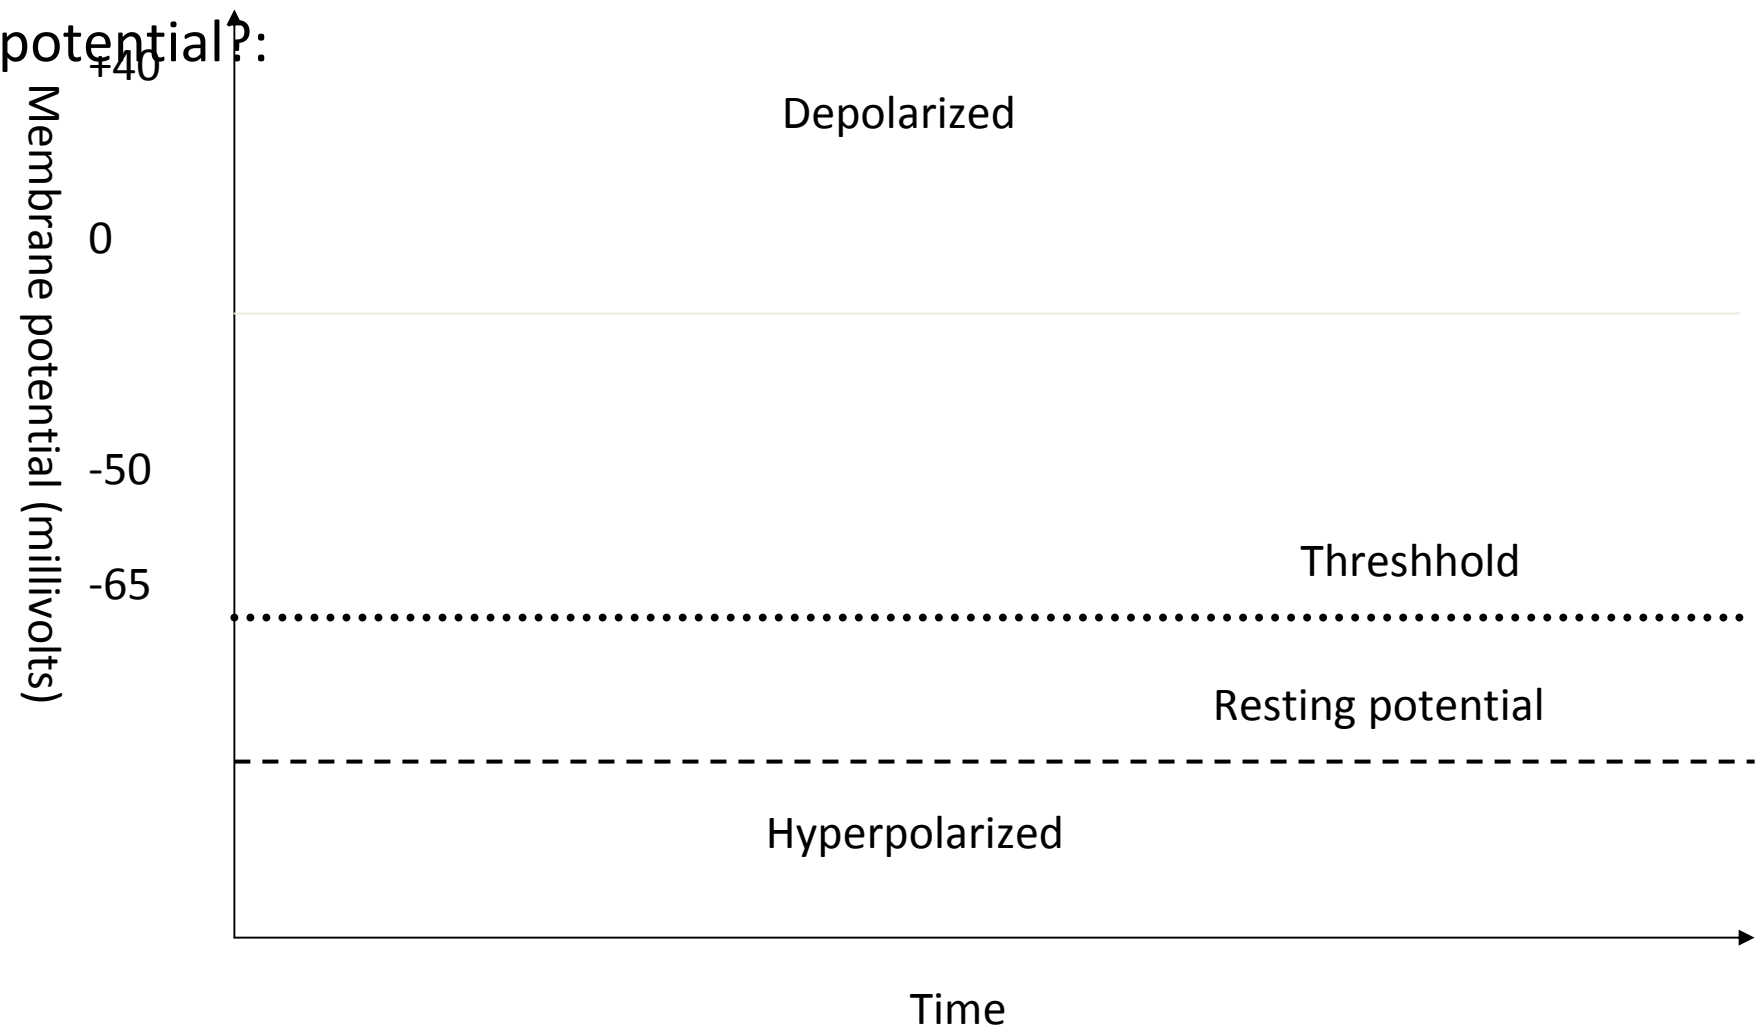 potential?:
+40
Depolarized
Membrane potential (millivolts)
0
-50
Threshhold
-65
Resting potential
Hyperpolarized
Time